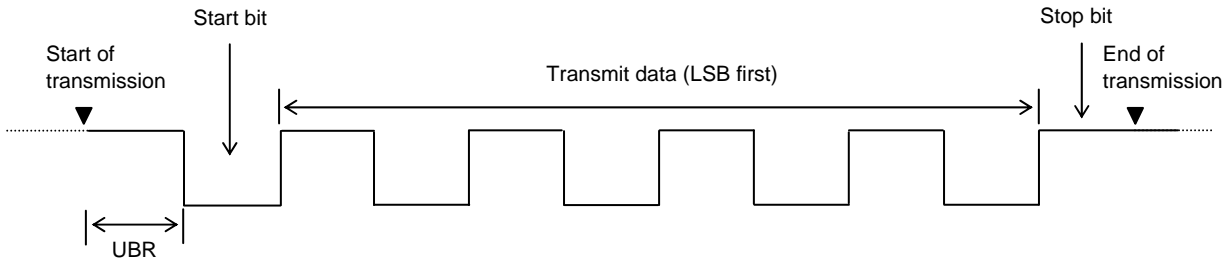 Start bit
Stop bit
Start of
transmission
Transmit data (LSB first)
End of
transmission
UBR